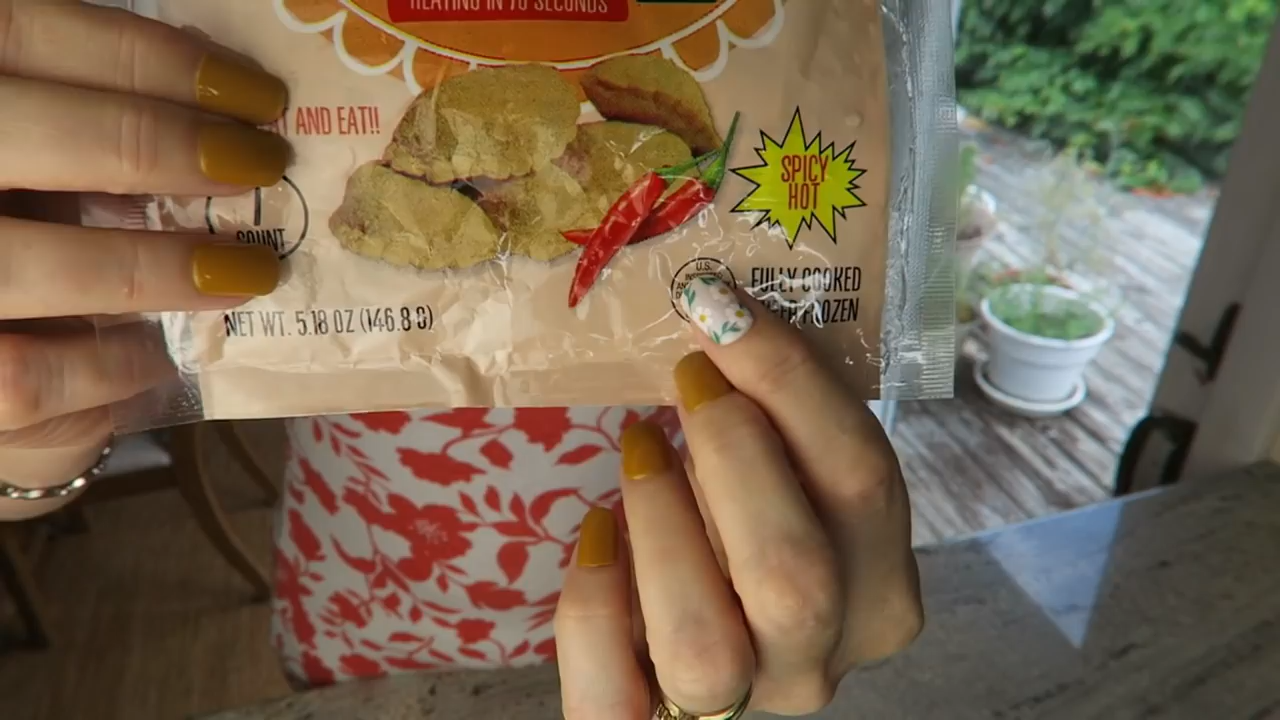 HEATING IN 70 SECONDS
AND EAT!!
SPICY
HOT
COUNT
U.S.
FULLY COOKED
FROZEN
NET WT. 5.18 OZ (146.8 G)